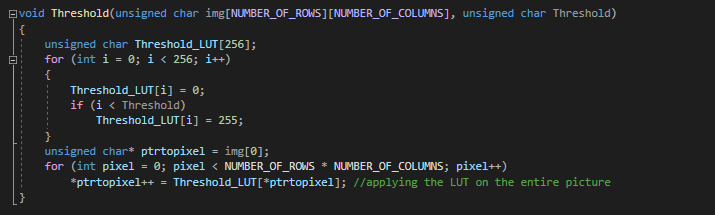 void Threshold(unsigned char img[NUMBER_OF_ROWS][NUMBER_OF_COLUMNS], unsigned char Threshold)
{
    unsigned char Threshold_LUT[256];
    for (int i = 0; i < 256; i++)
    {
        Threshold_LUT[i] = 0;
        if (i < Threshold)
            Threshold_LUT[i] = 255;
    }
    unsigned char* ptrtopixel = img[0];
    for (int pixel = 0; pixel < NUMBER_OF_ROWS * NUMBER_OF_COLUMNS; pixel++)
        *ptrtopixel++ = Threshold_LUT[*ptrtopixel]; //applying the LUT on the entire picture
}